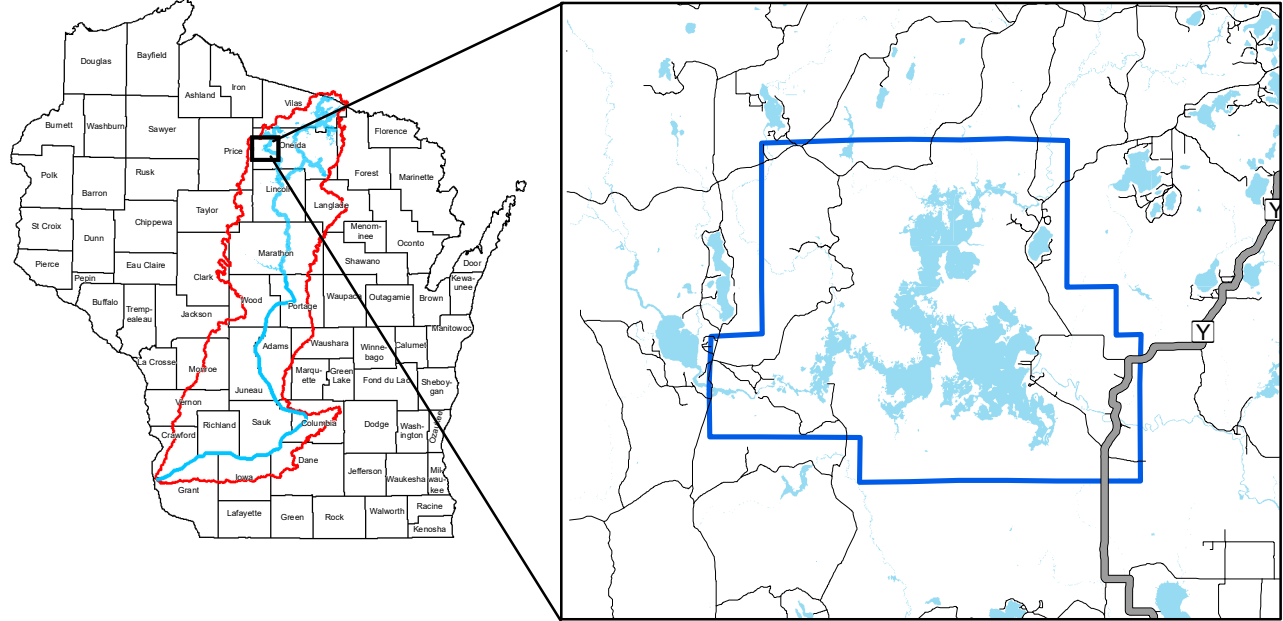 Douglas
Bayfield
Iron
Ashland
Vilas
Burnett
Washburn
Sawyer
Florence
Price
Oneida
Forest
Marinette
Polk
Rusk
Barron
Lincoln
Langlade
Taylor
Chippewa
St Croix
Dunn
Menom-
inee
Oconto
Marathon
Pierce
Eau Claire
Shawano
Door
Clark
Pepin
Kewa-
unee
Buffalo
Tremp-
ealeau
Jackson
Wood
Portage
Waupaca
Outagamie
Brown
Manitowoc
La Crosse
Monroe
Adams
Waushara
Winne-
bago
Calumet
Juneau
Marqu-
ette
Green
Lake
Fond du Lac
Sheboy-
gan
Vernon
Richland
Sauk
Columbia
Dodge
Wash-
ington
Ozaukee
Crawford
Dane
Iowa
Jefferson
Waukesha
Mil
wau-
kee
Grant
Lafayette
Green
Rock
Walworth
Racine
Kenosha
Y
Y